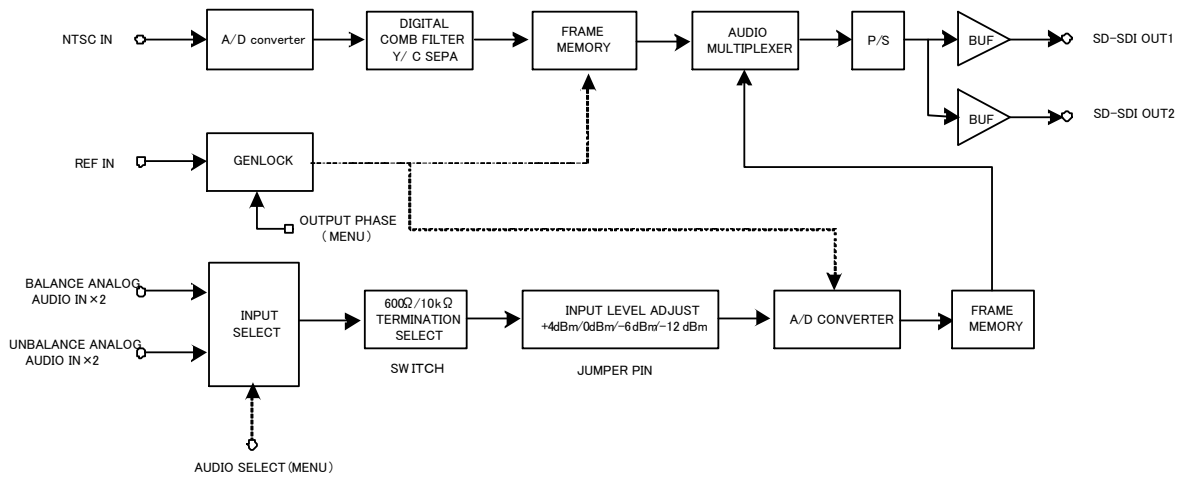 NTSC IN
A/D converter
DIGITAL
COMB FILTER
Y/ C SEPA
FRAME
MEMORY
AUDIO
MULTIPLEXER
P/S
BUF
SD-SDI OUT1
BUF
SD-SDI OUT2
REF IN
GENLOCK
OUTPUT PHASE
(MENU)
BALANCE ANALOG
AUDIO IN×2
UNBALANCE ANALOG
AUDIO IN×2
INPUT
SELECT
600Ω/10kΩ
TERMINATION
SELECT
SWITCH
INPUT LEVEL ADJUST
+4dBm/0dBm/-6dBm/-12 dBm
JUMPER PIN
A/D CONVERTER
FRAME
MEMORY
AUDIO SELECT(MENU)